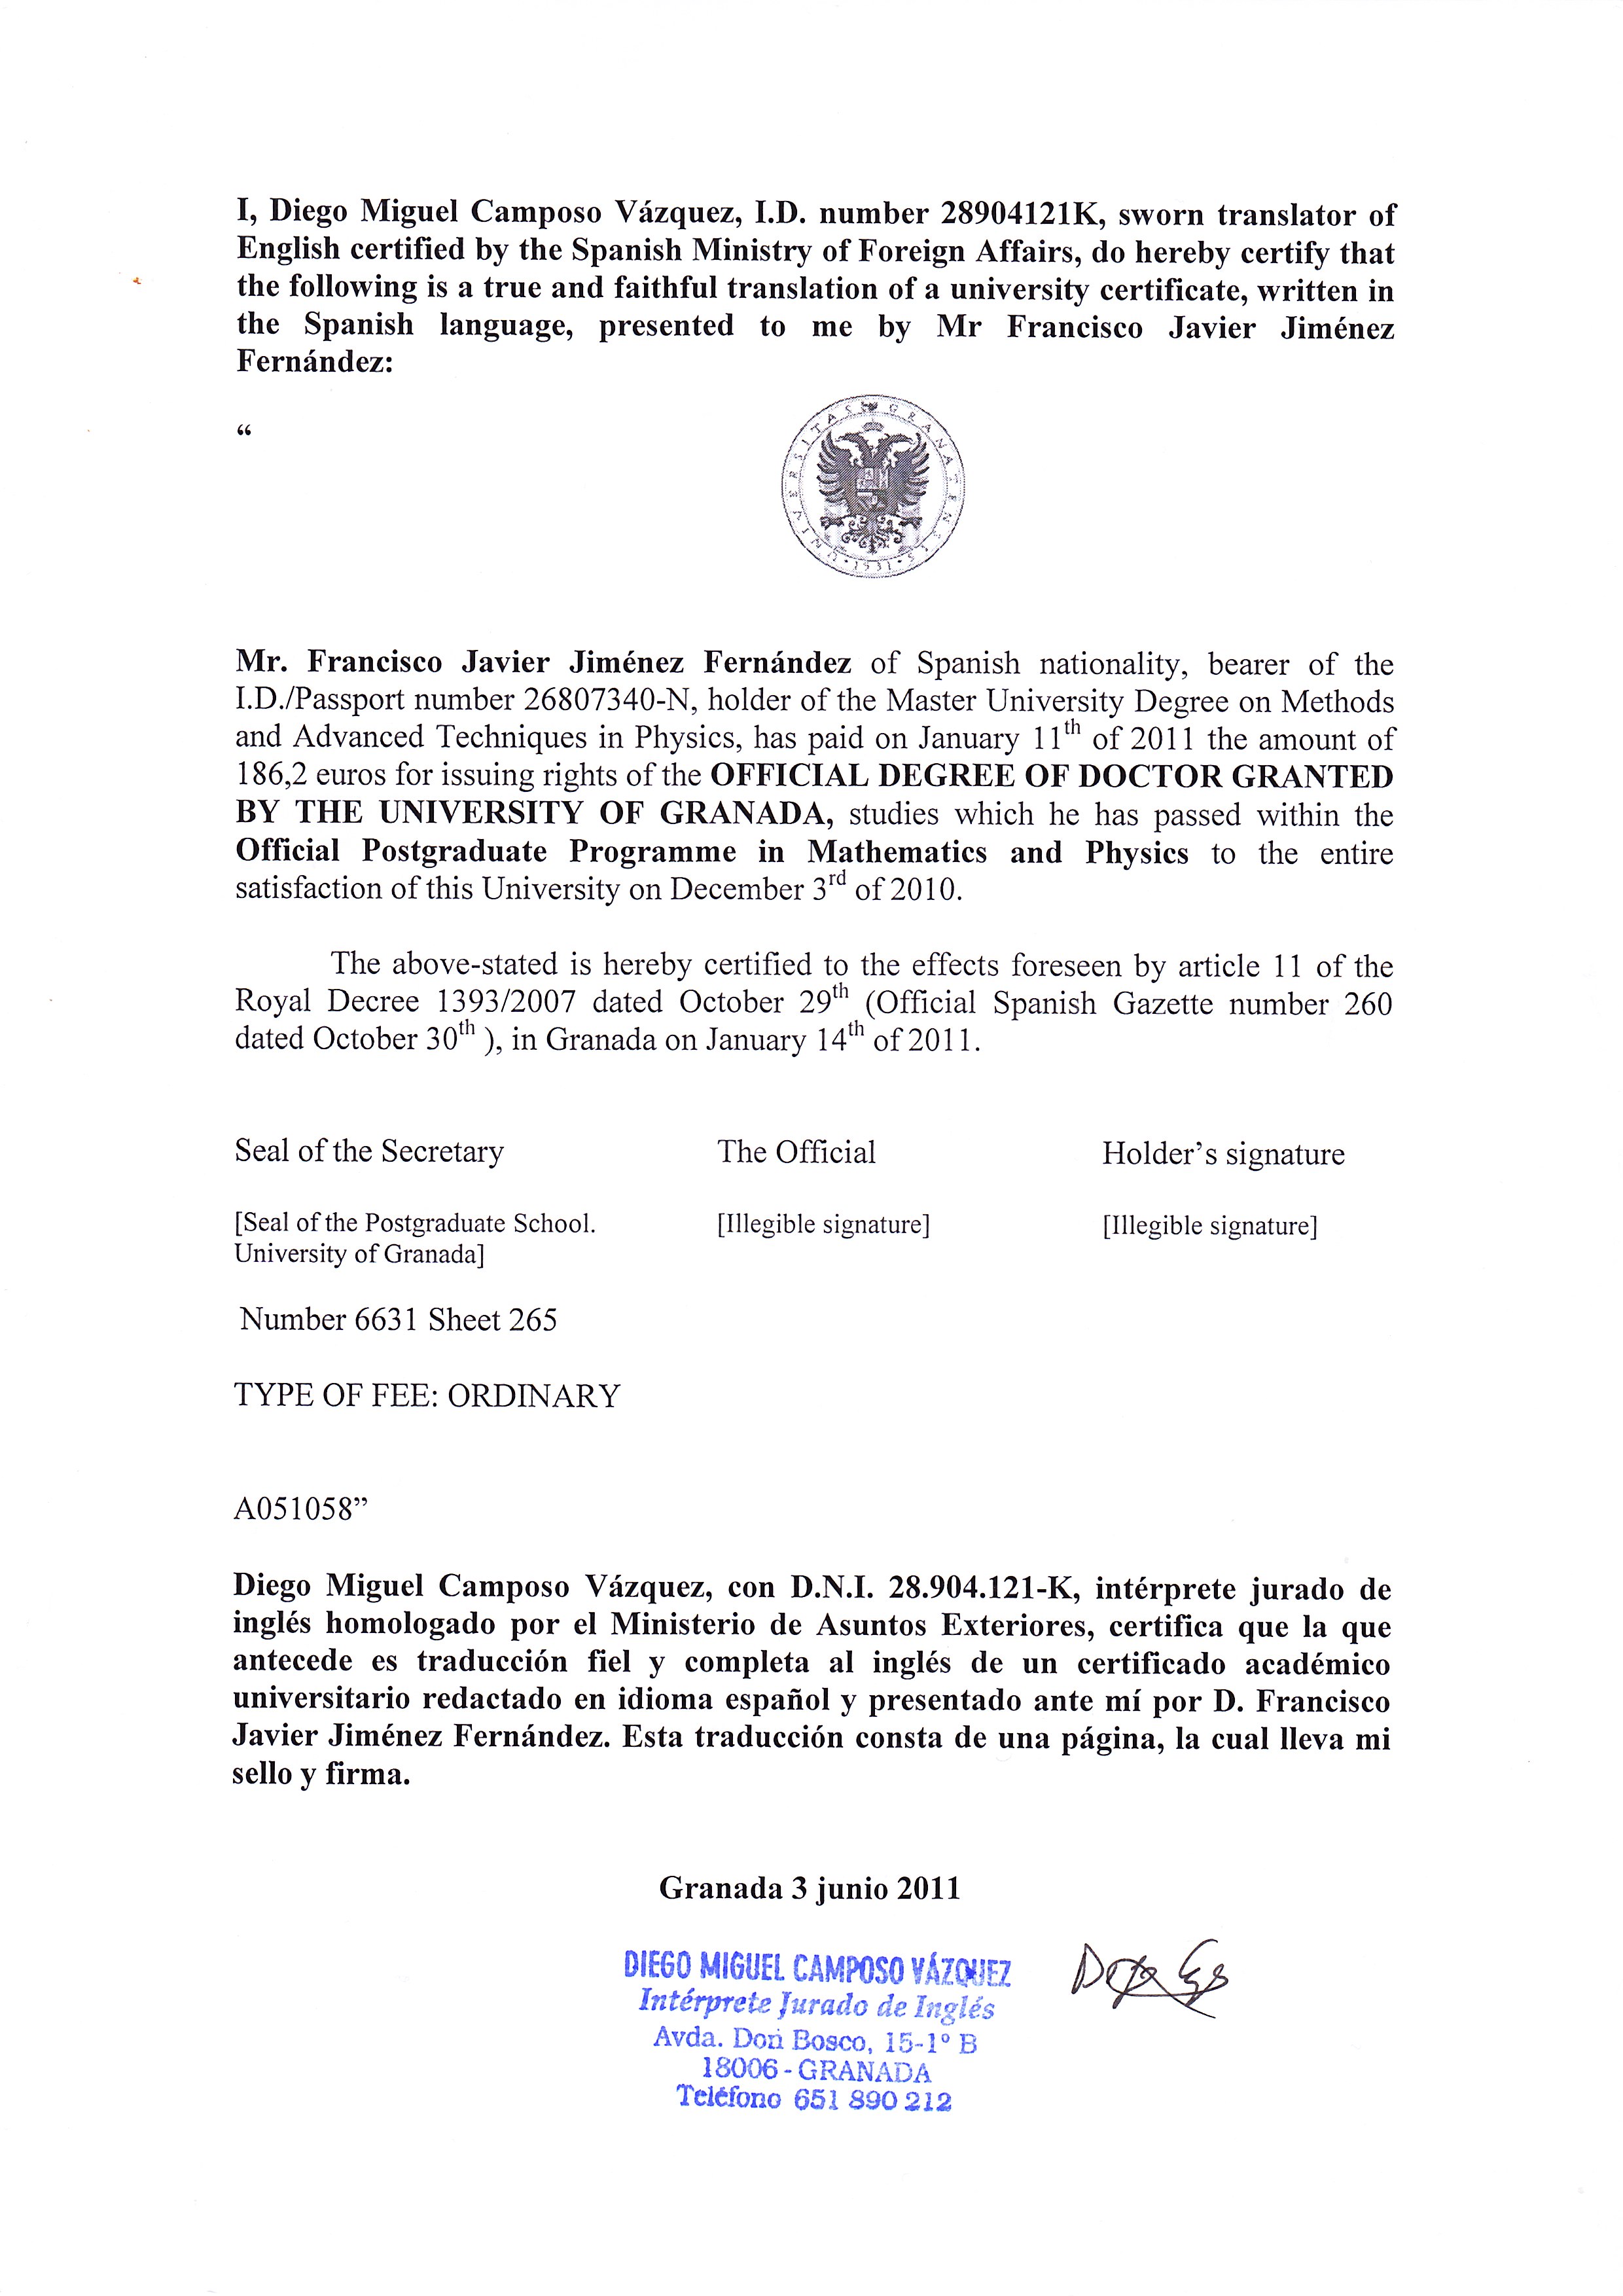 I, Diego Miguel Camposo Vázquez, I.D. number 28904121K, sworn translator of
English certified by the Spanish Ministry of Foreign Affairs, do hereby certify that
the following is a true and faithful translation of a university certificate, written in
the Spanish language, presented to me by Mr Francisco Javier Jiménez
Fernández:
“
UNIVERSITAS GRANATENSIS · 1531 ·
Mr. Francisco Javier Jiménez Fernández of Spanish nationality, bearer of the
I.D./Passport number 26807340-N, holder of the Master University Degree on Methods
and Advanced Techniques in Physics, has paid on January 11th of 2011 the amount of
186,2 euros for issuing rights of the OFFICIAL DEGREE OF DOCTOR GRANTED
BY THE UNIVERSITY OF GRANADA, studies which he has passed within the
Official Postgraduate Programme in Mathematics and Physics to the entire
satisfaction of this University on December 3rd of 2010.
The above-stated is hereby certified to the effects foreseen by article 11 of the
Royal Decree 1393/2007 dated October 29th (Official Spanish Gazette number 260
dated October 30th ), in Granada on January 14th of 2011.
Seal of the Secretary The Official Holder’s signature
[Seal of the Postgraduate School. [Illegible signature] [Illegible signature]
University of Granada]
Number 6631 Sheet 265
TYPE OF FEE: ORDINARY
A051058”
Diego Miguel Camposo Vázquez, con D.N.I. 28.904.121-K, intérprete jurado de
inglés homologado por el Ministerio de Asuntos Exteriores, certifica que la que
antecede es traducción fiel y completa al inglés de un certificado académico
universitario redactado en idioma español y presentado ante mí por D. Francisco
Javier Jiménez Fernández. Esta traducción consta de una página, la cual lleva mi
sello y firma.
Granada 3 junio 2011
DIEGO MIGUEL CAMPOSO VÁZQUEZ
Intérprete Jurado de Inglés
Avda. Don Bosco, 15-1º B
18006 - GRANADA
Teléfono 651 890 212